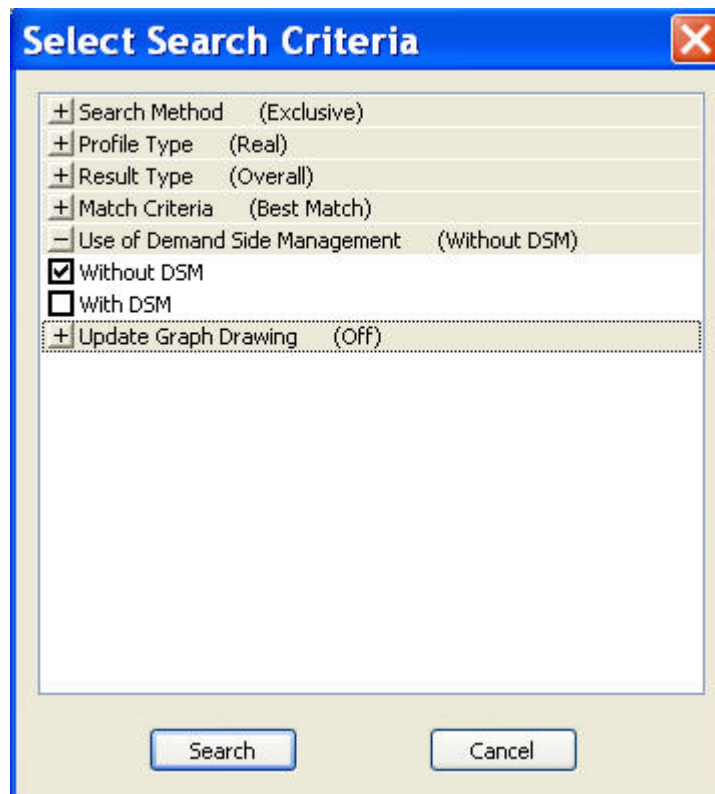 Select Search Criteria
Search Method (Exclusive)
Profile Type (Real)
Result Type (Overall)
Match Criteria (Best Match)
Use of Demand Side Management (Without DSM)
Without DSM
With DSM
Update Graph Drawing (Off)
Search Cancel